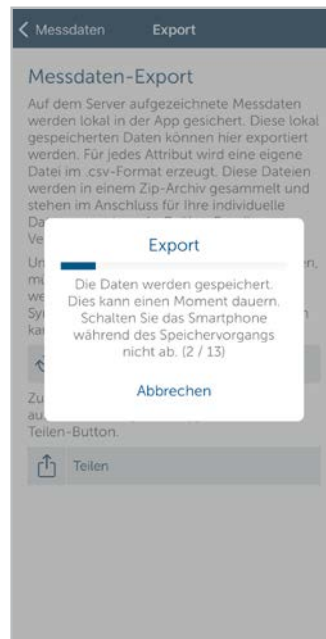 Messdaten
Export
Messdaten-Export
Auf dem Server aufgezeichnete Messdaten
werden lokal in der App gesichert. Diese lokal
gespeicherten Daten können hier exportiert
werden. Für jedes Attribut wird eine eigene
Datei im .csv-Format erzeugt. Diese Dateien
werden in einem Zip-Archiv gesammelt und
stehen im Anschluss für Ihre individuelle
Export
Die Daten werden gespeichert.
Dies kann einen Moment dauern.
Schalten Sie das Smartphone
während des Speichervorgangs
nicht ab. (2 / 13)
Abbrechen
Teilen-Button.
Teilen